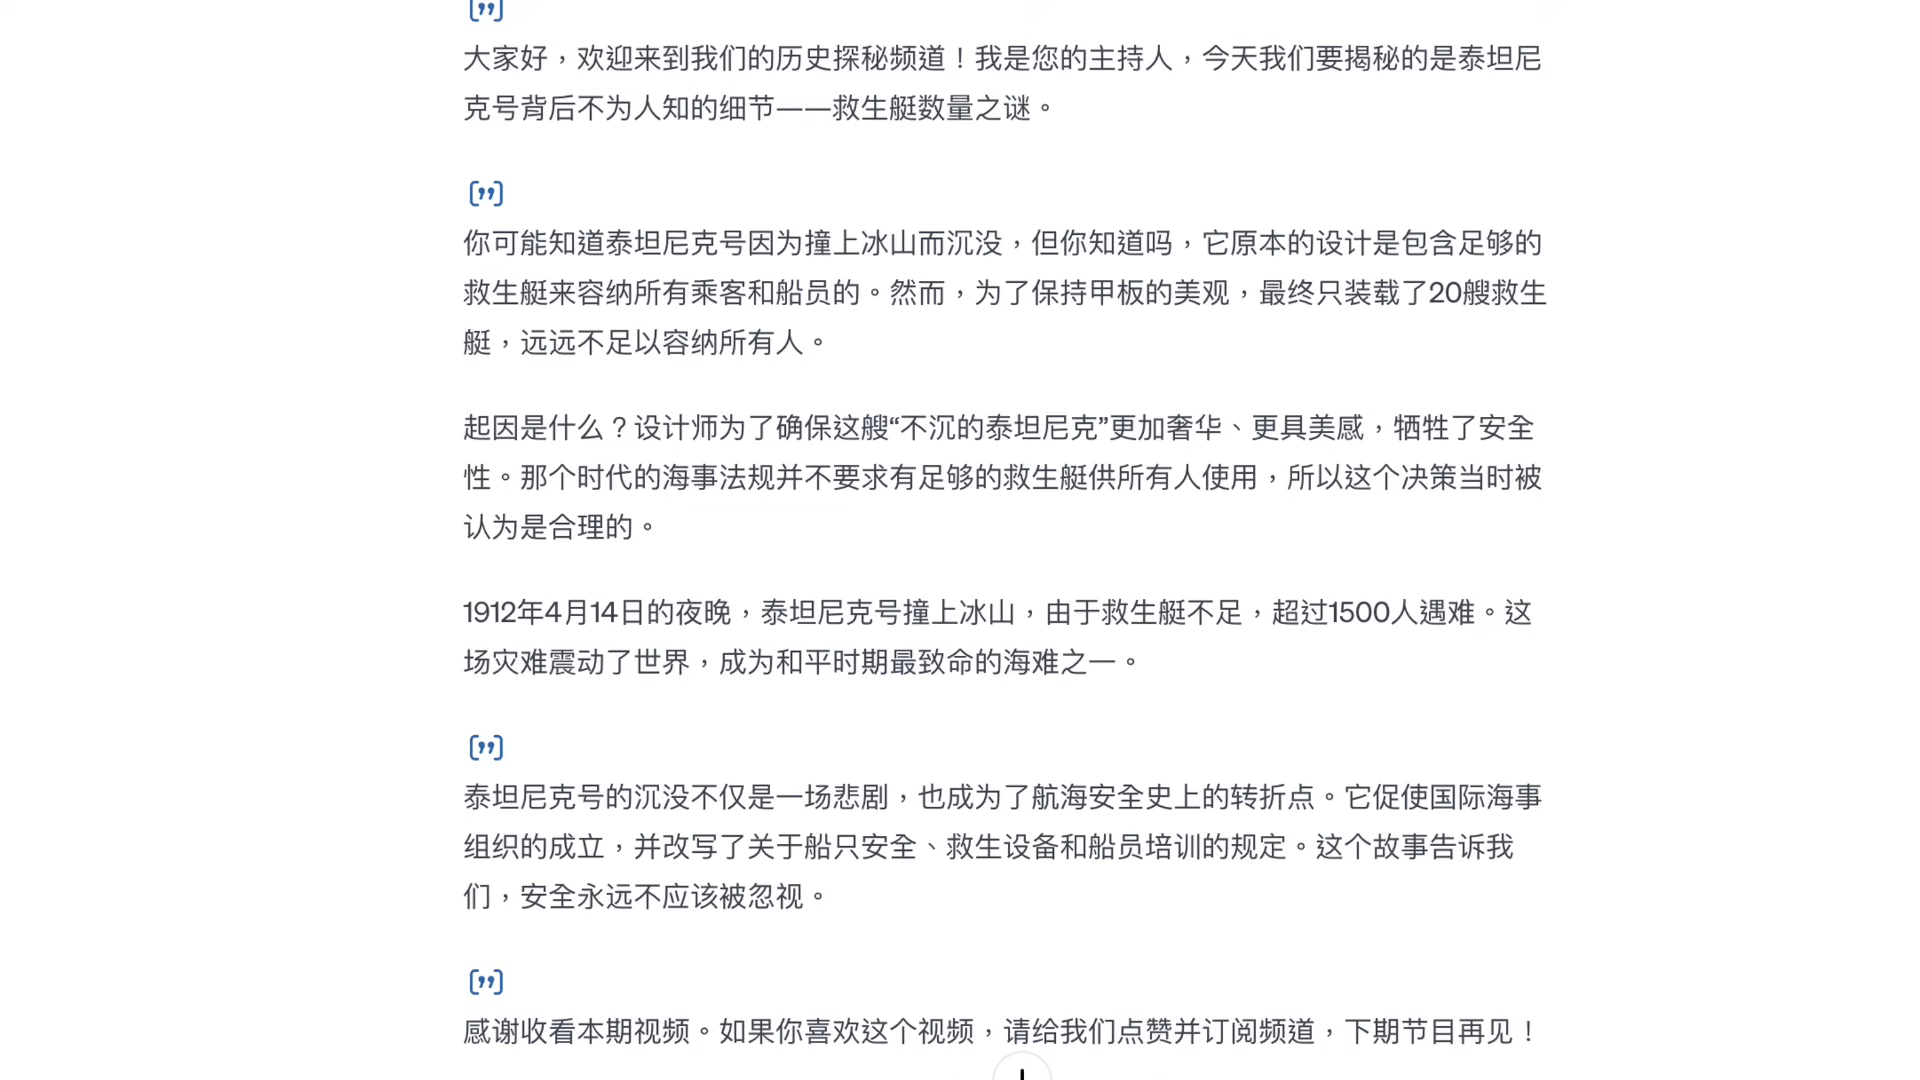 大家好，欢迎来到我们的历史探秘频道！我是您的主持人，今天我们要揭秘的是泰坦尼
克号背后不为人知的细节——救生艇数量之谜。
你可能知道泰坦尼克号因为撞上冰山而沉没，但你知道吗，它原本的设计是包含足够的
救生艇来容纳所有乘客和船员的。然而，为了保持甲板的美观，最终只装载了20艘救生
艇，远远不足以容纳所有人。
起因是什么？设计师为了确保这艘“不沉的泰坦尼克”更加奢华、更具美感，牺牲了安全
性。那个时代的海事法规并不要求有足够的救生艇供所有人使用，所以这个决策当时被
认为是合理的。
1912年4月14日的夜晚，泰坦尼克号撞上冰山，由于救生艇不足，超过1500人遇难。这
场灾难震动了世界，成为和平时期最致命的海难之一。
泰坦尼克号的沉没不仅是一场悲剧，也成为了航海安全史上的转折点。它促使国际海事
组织的成立，并改写了关于船只安全、救生设备和船员培训的规定。这个故事告诉我
们，安全永远不应该被忽视。
感谢收看本期视频。如果你喜欢这个视频，请给我们点赞并订阅频道，下期节目再见！